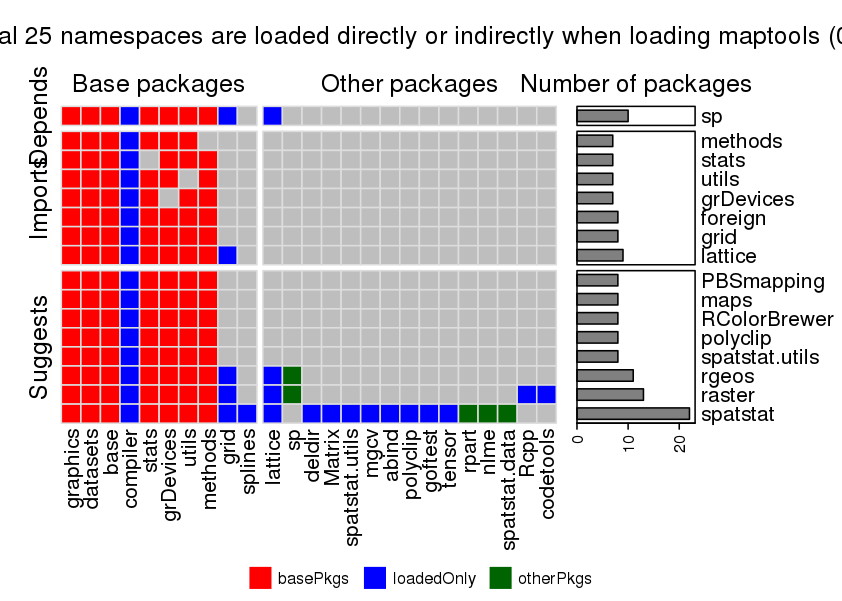 al 25 namespaces are loaded directly or indirectly when loading maptools (
Base packages
Other packages
Number of packages
Depends
Imports
Suggests
sp
methods
stats
utils
grDevices
foreign
grid
lattice
PBSmapping
maps
RColorBrewer
polyclip
spatstat.utils
rgeos
raster
spatstat
0
10
20
graphics
datasets
base
compiler
stats
grDevices
utils
methods
grid
splines
lattice
sp
deldir
Matrix
spatstat.utils
mgcv
abind
polyclip
goftest
tensor
rpart
nlme
spatstat.data
Rcpp
codetools
basePkgs
loadedOnly
otherPkgs